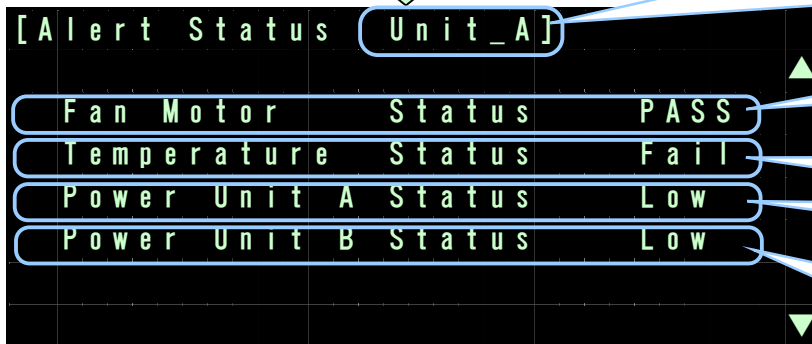 [Alert Status Unit_A]
Fan Motor Status PASS
Temperature Status Fail
Power Unit A Status Low
Power Unit B Status Low